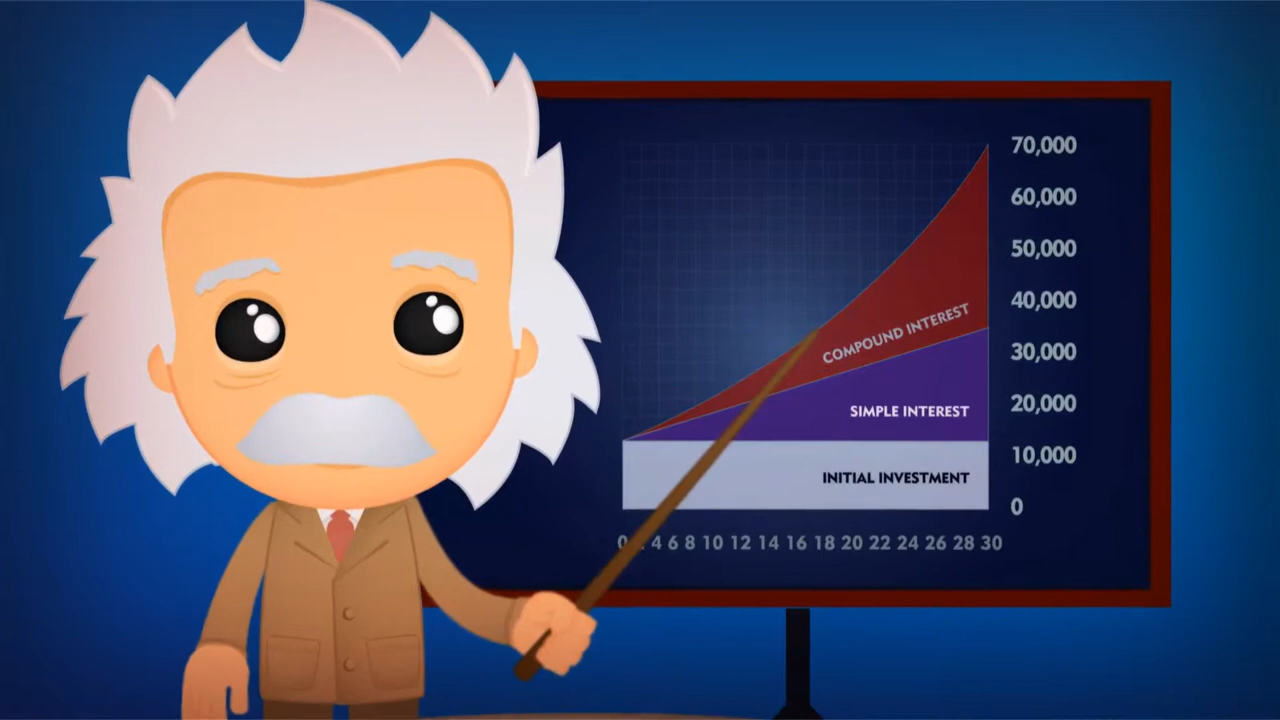 70,000
60,000
50,000
40,000
COMPOUND INTEREST
30,000
SIMPLE INTEREST
20,000
10,000
INITIAL INVESTMENT
0
0 4 6 8 10 12 14 16 18 20 22 24 26 28 30